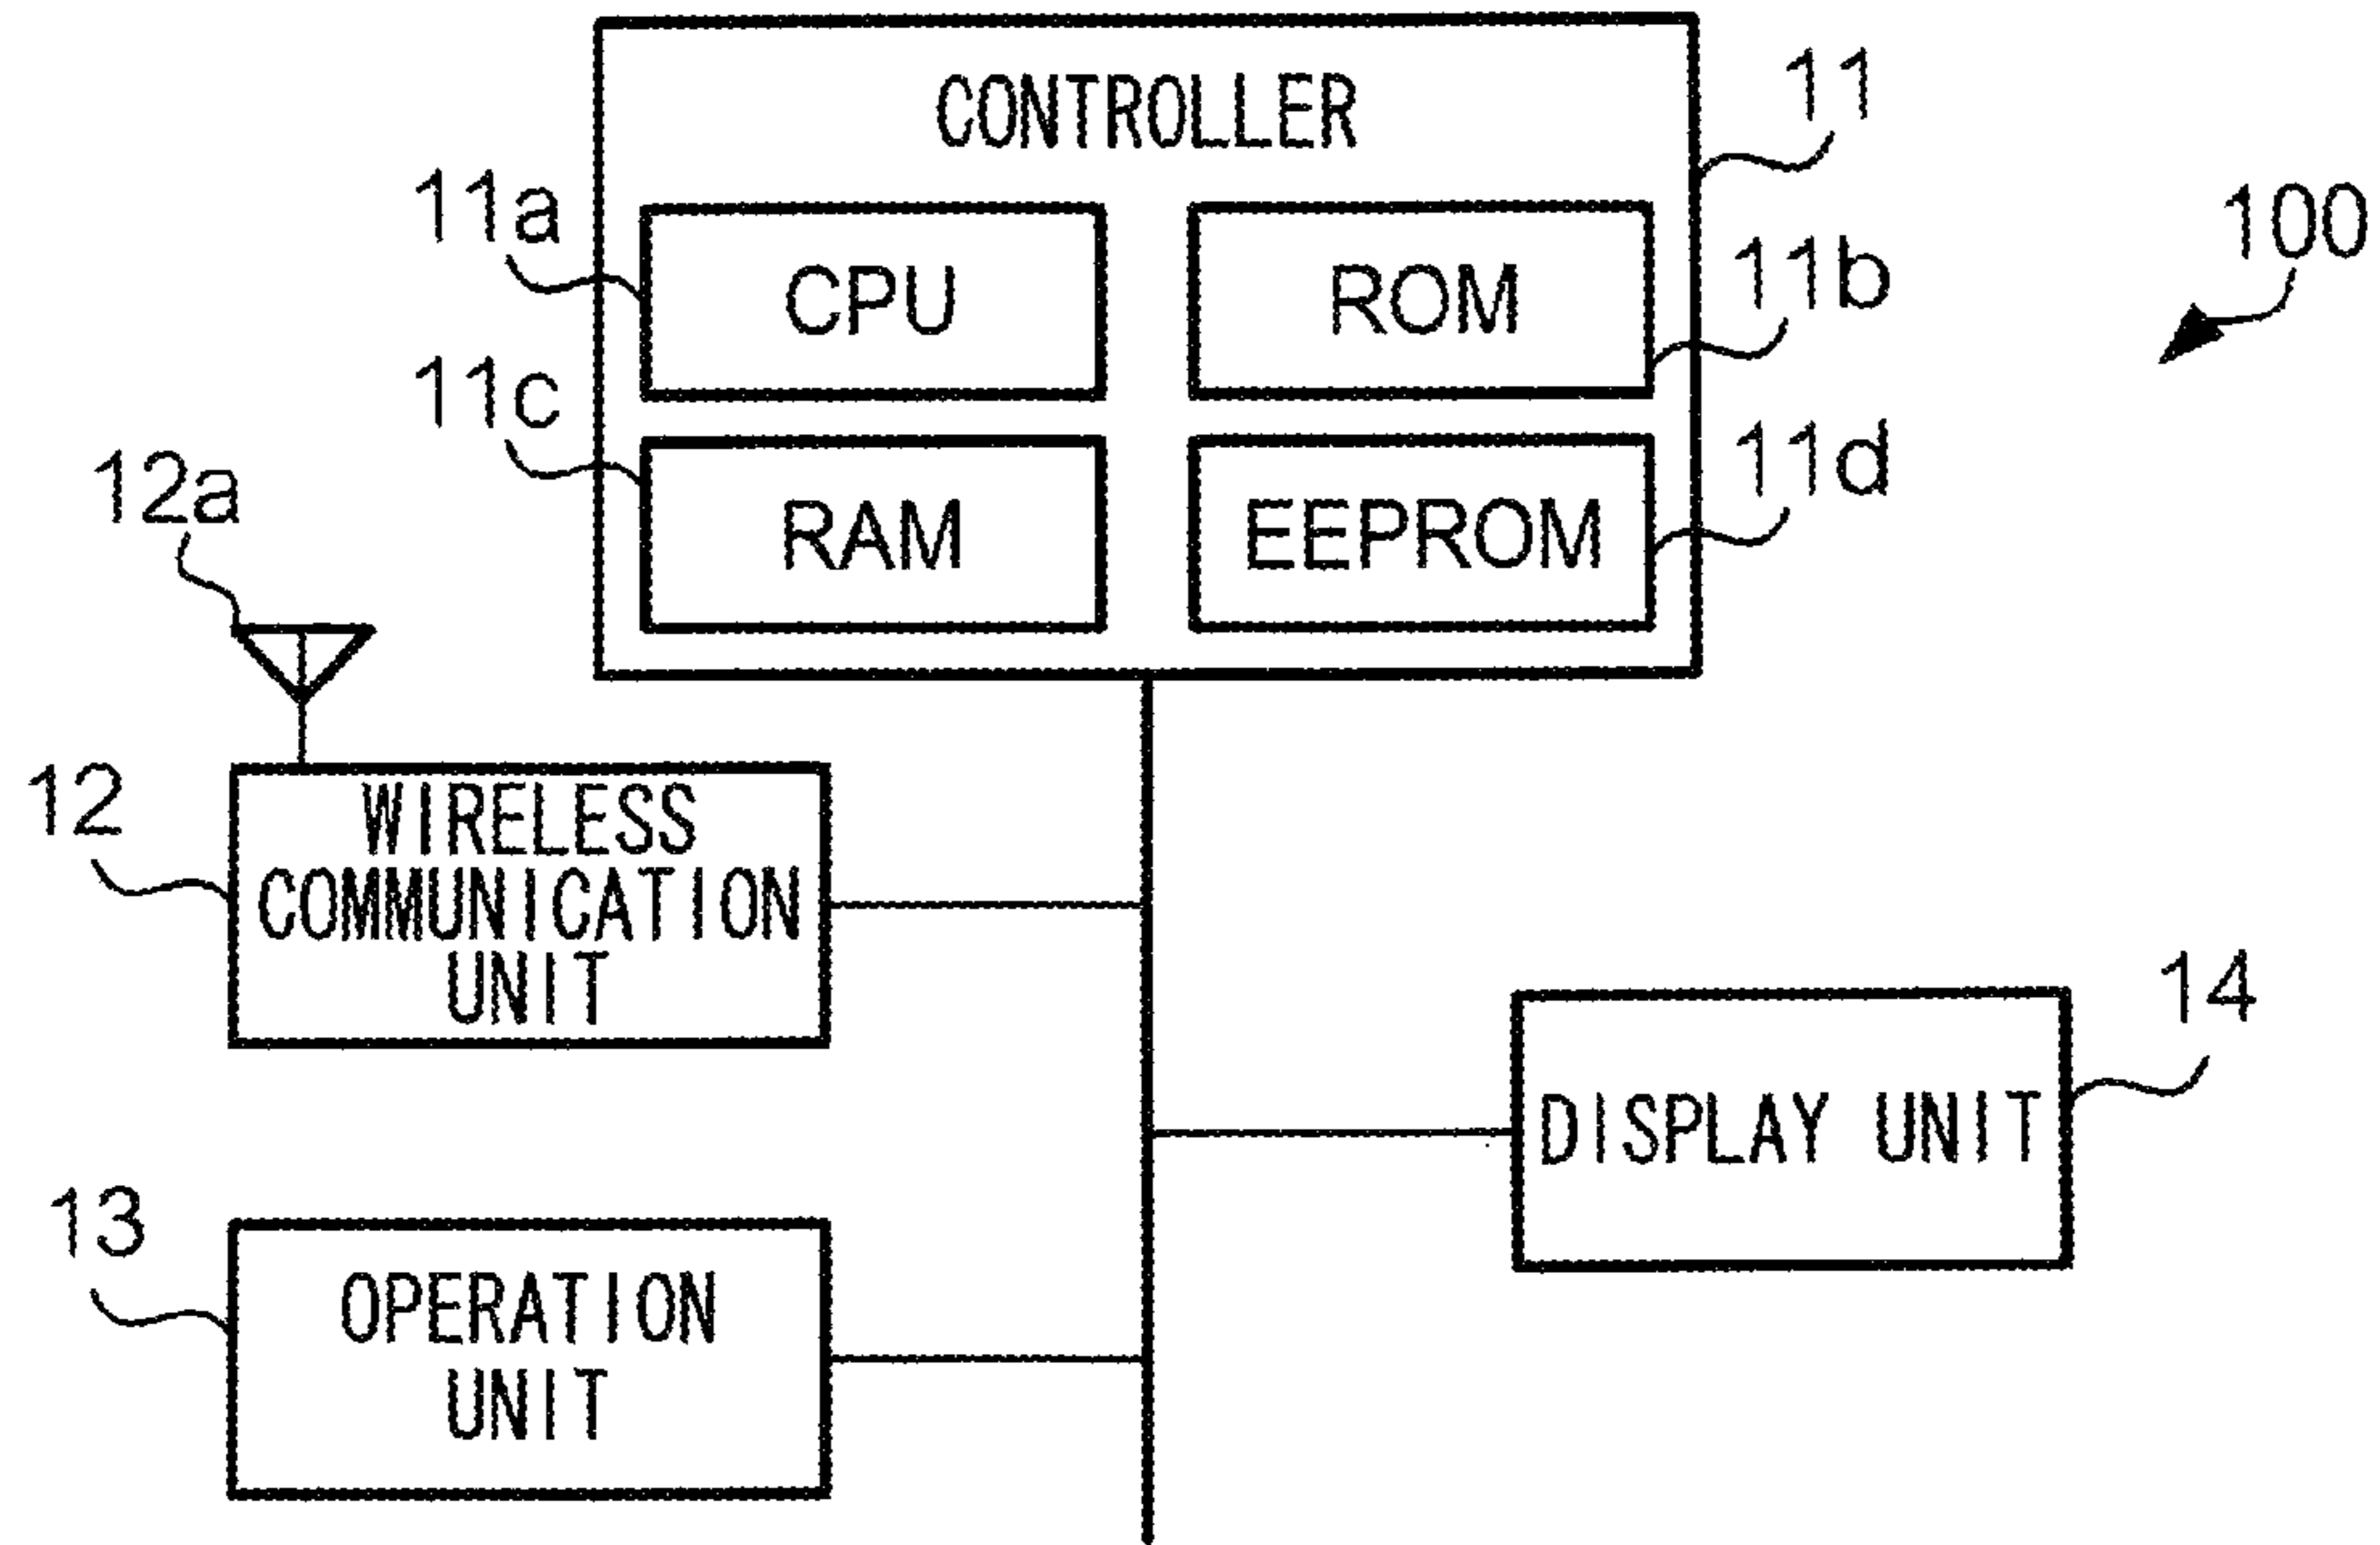 CONTROLLER
11
11a
CPU
ROM
11b
100
11c
RAM
EEPROM
11d
12a
12
WIRELESS
COMMUNICATION
UNIT
14
DISPLAY UNIT
13
OPERATION
UNIT